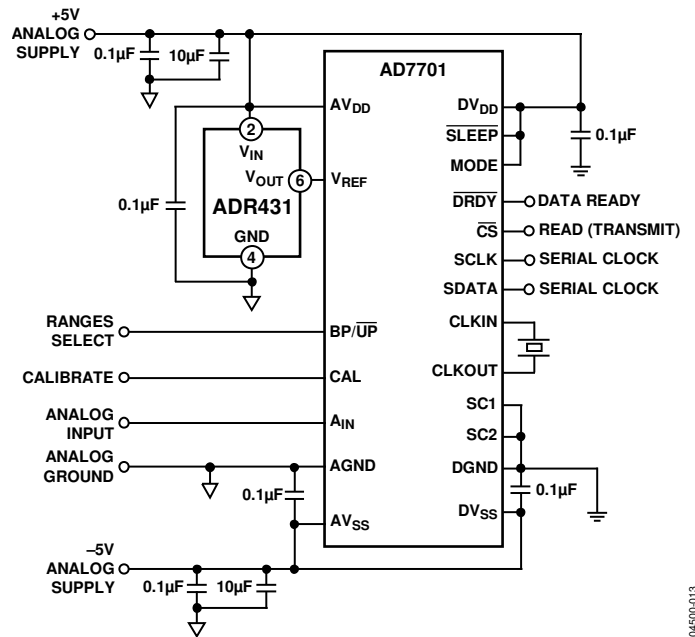 +5V
ANALOG
SUPPLY
0.1µF
10µF
AD7701
AVDD
DVDD
2
VIN
SLEEP
0.1µF
MODE
VOUT
6
VREF
0.1µF
ADR431
DRDY
DATA READY
GND
CS
READ (TRANSMIT)
4
SCLK
SERIAL CLOCK
SDATA
SERIAL CLOCK
RANGES
SELECT
BP/UP
CLKIN
CALIBRATE
CAL
CLKOUT
ANALOG
INPUT
AIN
SC1
SC2
ANALOG
GROUND
AGND
DGND
0.1µF
0.1µF
AVSS
DVSS
–5V
ANALOG
SUPPLY
0.1µF
10µF
04500-013